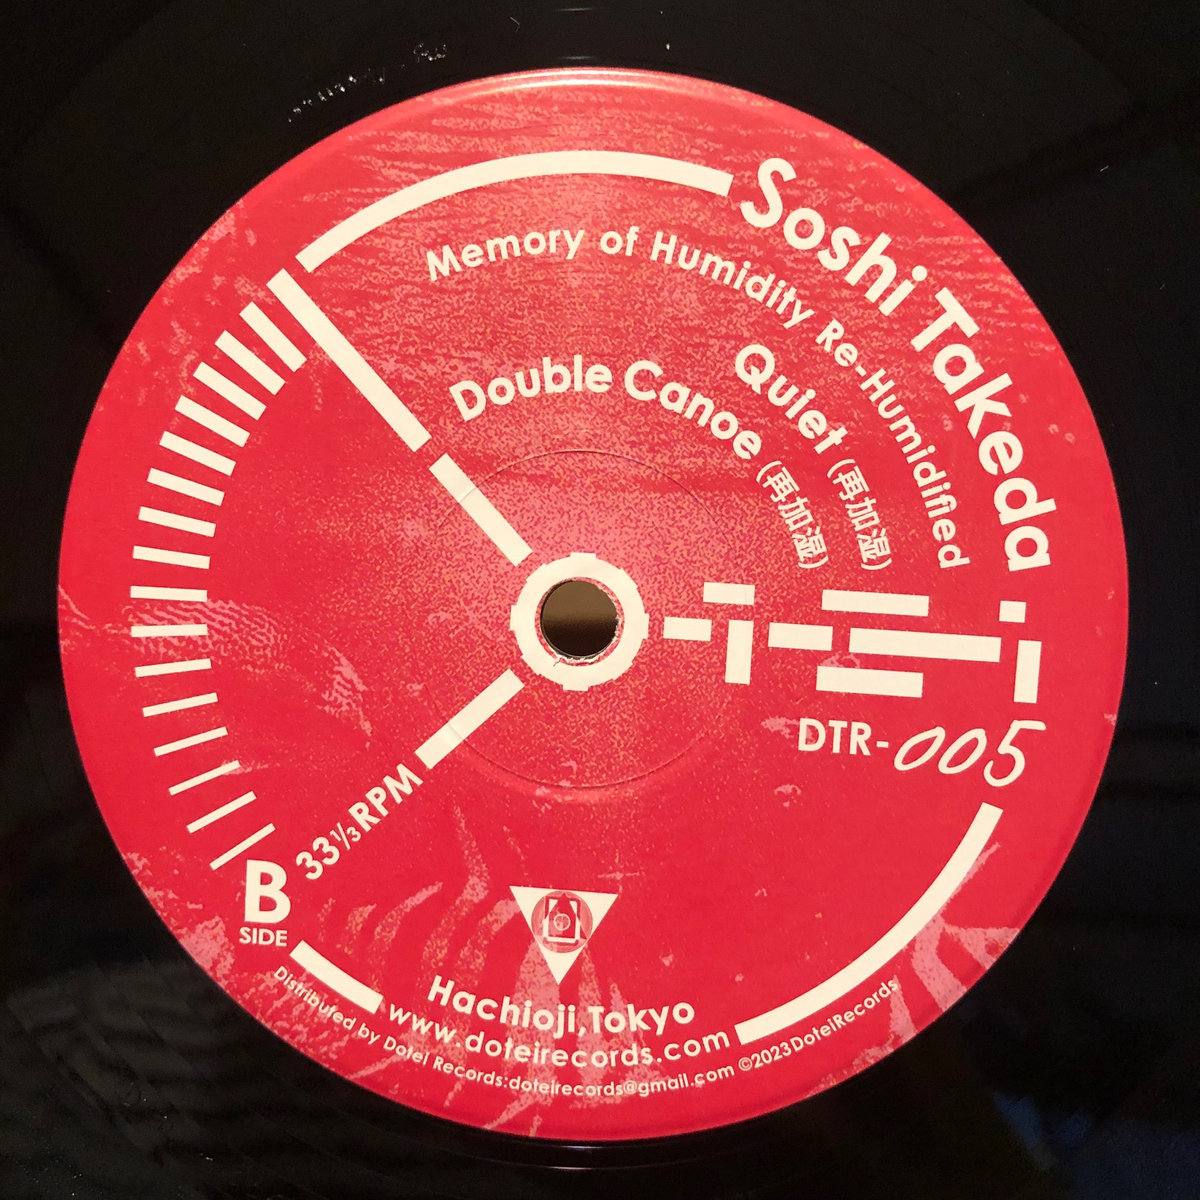 Soshi Takeda
Memory of Humidity Re-Humidified
Quiet (再加湿)
Double Canoe (再加湿)
DTR-005
33⅓RPM
B
SIDE
Hachioji,Tokyo
www.doteirecords.com
Distributed by Dotei Records:doteirecords@gmail.com ©2023DoteiRecords